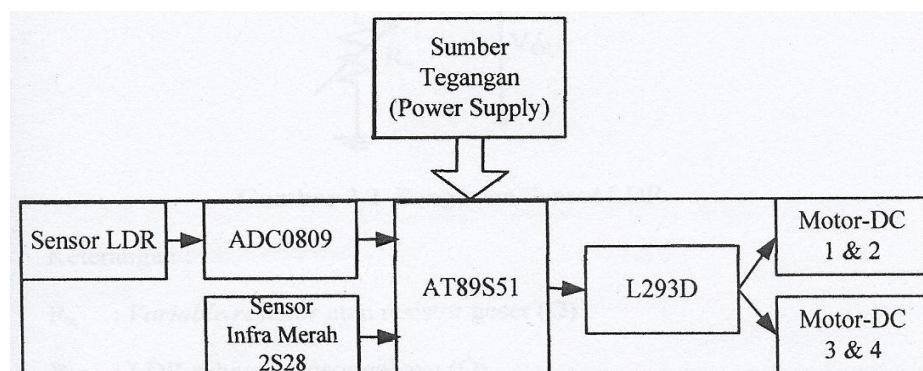 Sumber
Tegangan
(Power Supply)
Sensor LDR
ADC0809
AT89S51
L293D
Motor-DC
1 & 2
Sensor
Infra Merah
2S28
Motor-DC
3 & 4